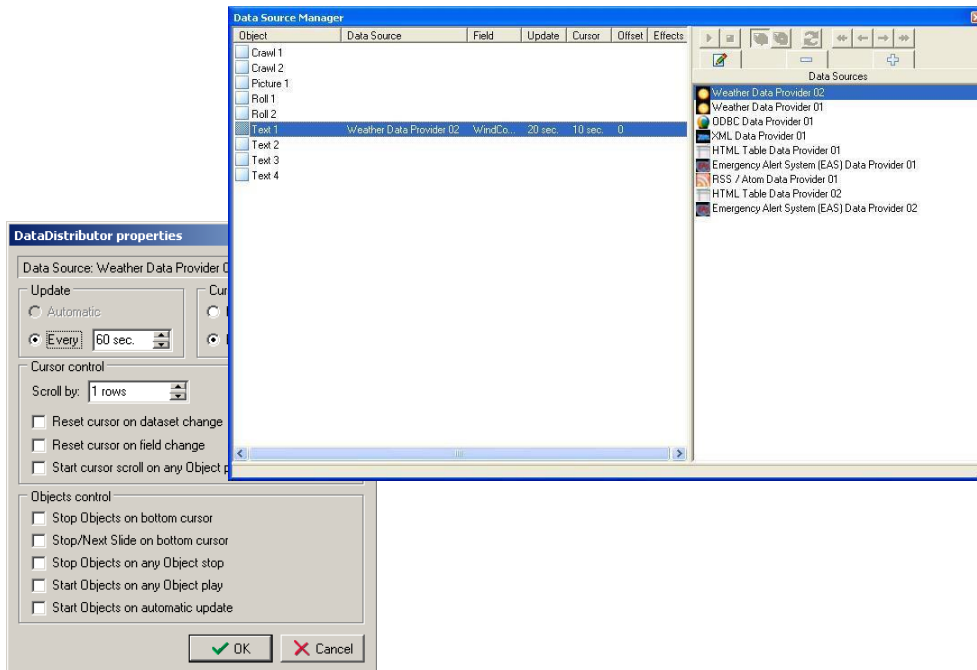 Data Source Manager
Object Data Source Field Update Cursor Offset Effects
Crawl 1
Crawl 2
Picture 1
Roll 1
Roll 2
Text 1 Weather Data Provider 02 WindCo... 20 sec. 10 sec. 0
Text 2
Text 3
Text 4
Data Sources
Weather Data Provider 02
Weather Data Provider 01
ODBC Data Provider 01
XML Data Provider 01
HTML Table Data Provider 01
Emergency Alert System (EAS) Data Provider 01
RSS / Atom Data Provider 01
HTML Table Data Provider 02
Emergency Alert System (EAS) Data Provider 02
DataDistributor properties
Data Source: Weather Data Provider
Update
Automatic
Every 60 sec.
Cursor control
Scroll by: 1 rows
Reset cursor on dataset change
Reset cursor on field change
Start cursor scroll on any Object
Objects control
Stop Objects on bottom cursor
Stop/Next Slide on bottom cursor
Stop Objects on any Object stop
Start Objects on any Object play
Start Objects on automatic update
OK Cancel